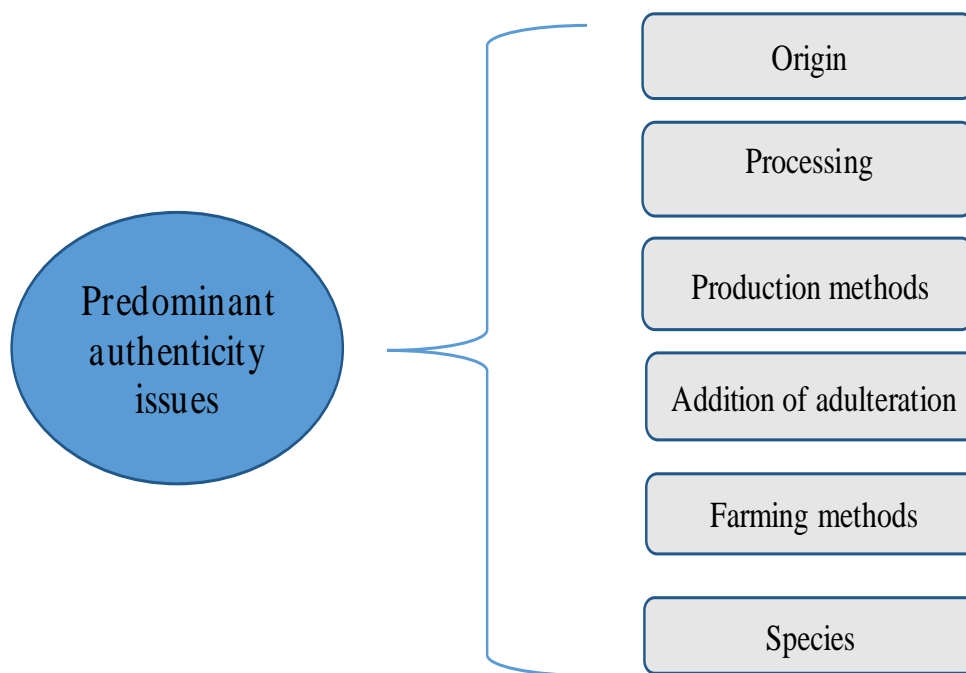 Predominant
authenticity
issues
Origin
Processing
Production methods
Addition of adulteration
Farming methods
Species